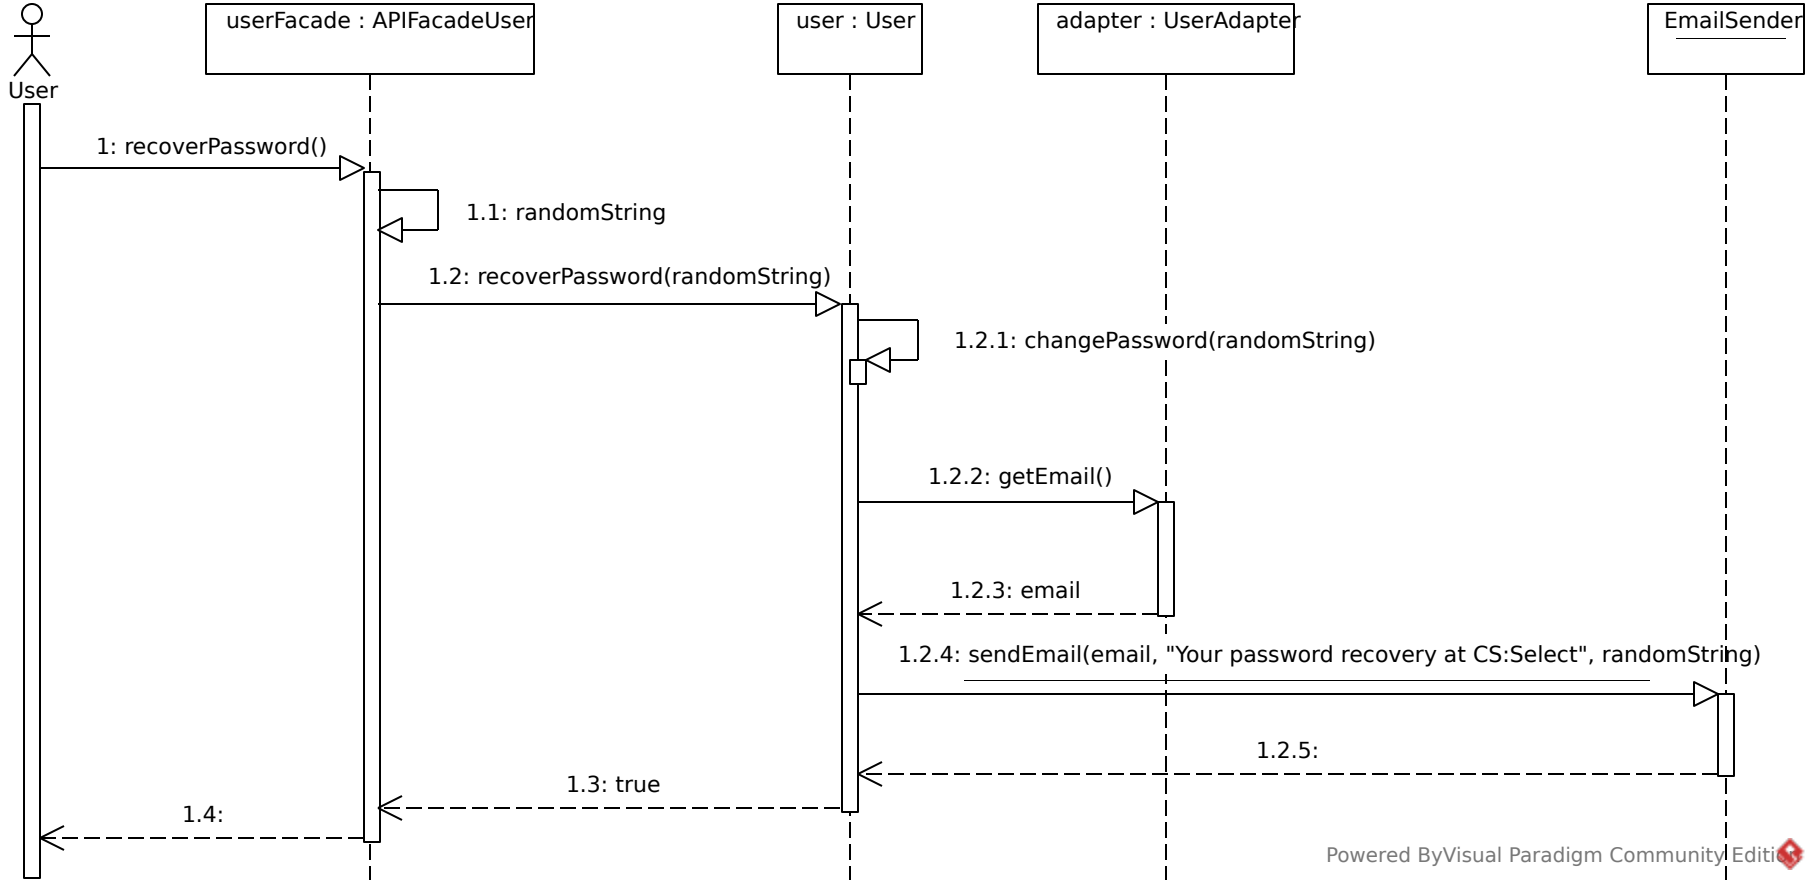 userFacade : APIFacadeUser
user : User
adapter : UserAdapter
EmailSender
User
1: recoverPassword()
1.1: randomString
1.2: recoverPassword(randomString)
1.2.1: changePassword(randomString)
1.2.2: getEmail()
1.2.3: email
1.2.4: sendEmail(email, "Your password recovery at CS:Select", randomString)
1.2.5:
1.3: true
1.4:
Powered ByVisual Paradigm Community